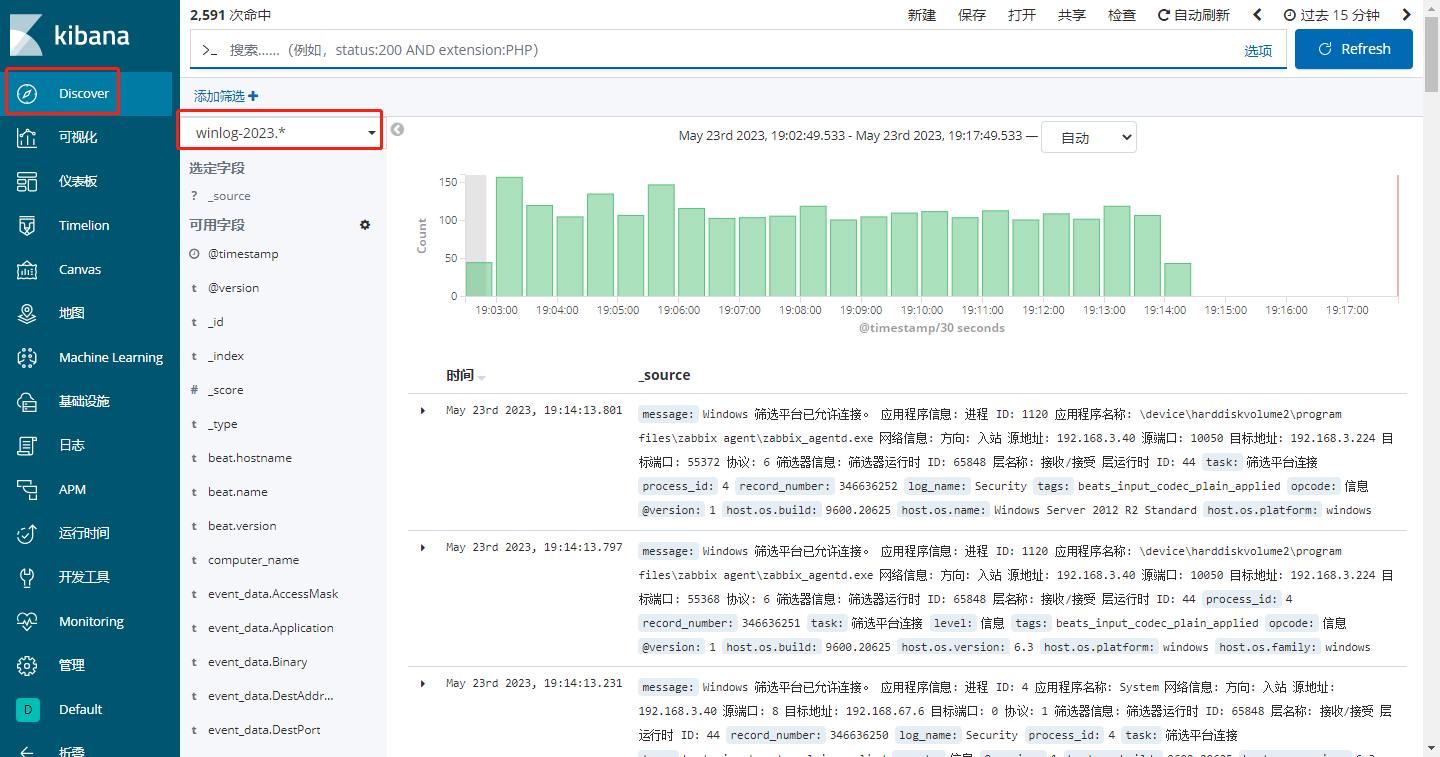 kibana
Discover
可视化
仪表板
Timelion
Canvas
地图
Machine Learning
基础设施
日志
APM
运行时间
开发工具
Monitoring
管理
D Default
折叠
2,591 次命中
新建 保存 打开 共享 检查 自动刷新 过去 15 分钟
>_ 搜索……（例如，status:200 AND extension:PHP） 选项 Refresh
添加筛选
winlog-2023.*
选定字段
? _source
可用字段
@timestamp
t @version
t _id
t _index
# _score
t _type
t beat.hostname
t beat.name
t beat.version
t computer_name
t event_data.AccessMask
t event_data.Application
t event_data.Binary
t event_data.DestAddr...
t event_data.DestPort
May 23rd 2023, 19:02:49.533 - May 23rd 2023, 19:17:49.533 — 自动
Count
150
100
50
0
19:03:00 19:04:00 19:05:00 19:06:00 19:07:00 19:08:00 19:09:00 19:10:00 19:11:00 19:12:00 19:13:00 19:14:00 19:15:00 19:16:00 19:17:00
@timestamp/30 seconds
时间 _source
May 23rd 2023, 19:14:13.801 message: Windows 筛选平台已允许连接。 应用程序信息: 进程 ID: 1120 应用程序名称: \device\harddiskvolume2\program
files\zabbix agent\zabbix_agentd.exe 网络信息: 方向: 入站 源地址: 192.168.3.40 源端口: 10050 目标地址: 192.168.3.224 目
标端口: 55372 协议: 6 筛选器信息: 筛选器运行时 ID: 65848 层名称: 接收/接受 层运行时 ID: 44 task: 筛选平台连接
process_id: 4 record_number: 346636252 log_name: Security tags: beats_input_codec_plain_applied opcode: 信息
@version: 1 host.os.build: 9600.20625 host.os.name: Windows Server 2012 R2 Standard host.os.platform: windows
May 23rd 2023, 19:14:13.797 message: Windows 筛选平台已允许连接。 应用程序信息: 进程 ID: 1120 应用程序名称: \device\harddiskvolume2\program
files\zabbix agent\zabbix_agentd.exe 网络信息: 方向: 入站 源地址: 192.168.3.40 源端口: 10050 目标地址: 192.168.3.224 目
标端口: 55368 协议: 6 筛选器信息: 筛选器运行时 ID: 65848 层名称: 接收/接受 层运行时 ID: 44 process_id: 4
record_number: 346636251 task: 筛选平台连接 level: 信息 tags: beats_input_codec_plain_applied opcode: 信息
@version: 1 host.os.build: 9600.20625 host.os.version: 6.3 host.os.platform: windows host.os.family: windows
May 23rd 2023, 19:14:13.231 message: Windows 筛选平台已允许连接。 应用程序信息: 进程 ID: 4 应用程序名称: System 网络信息: 方向: 入站 源地址:
192.168.3.40 源端口: 8 目标地址: 192.168.67.6 目标端口: 0 协议: 1 筛选器信息: 筛选器运行时 ID: 65848 层名称: 接收/接受 层
运行时 ID: 44 record_number: 346636250 log_name: Security process_id: 4 task: 筛选平台连接